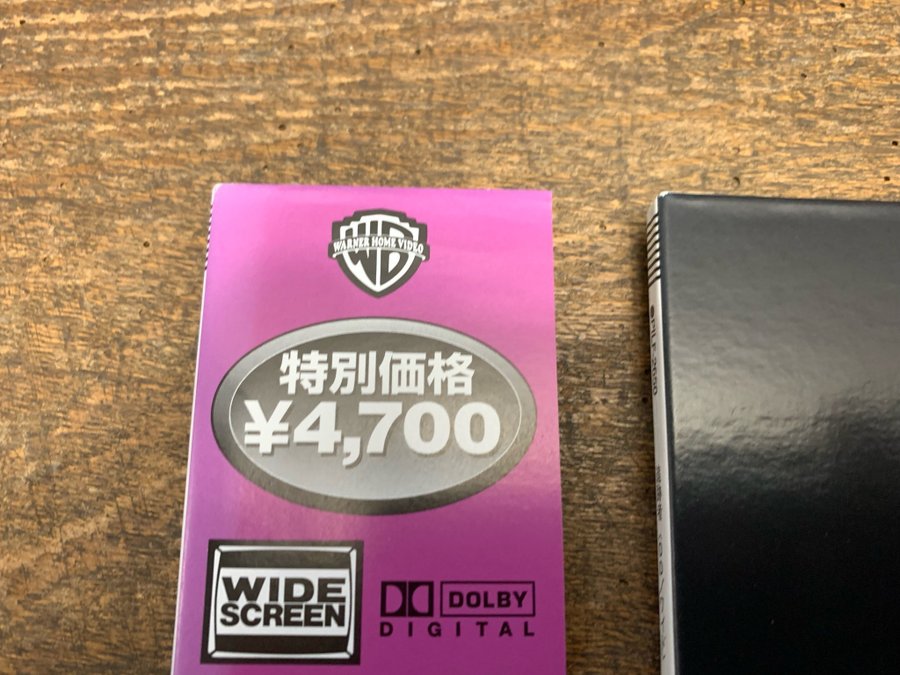 WARNER HOME VIDEO
特別価格
¥4,700
WIDE
SCREEN
DOLBY
DIGITAL